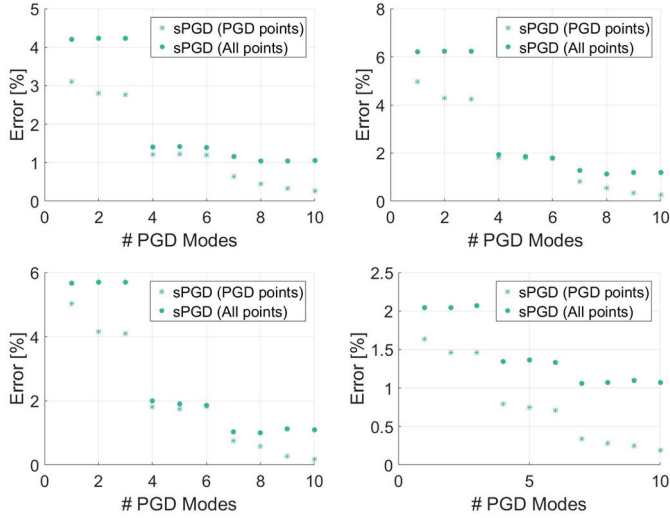 5
4
3
2
1
0
Error [%]
sPGD (PGD points)
sPGD (All points)
0
2
4
6
8
10
# PGD Modes
8
6
4
2
0
Error [%]
sPGD (PGD points)
sPGD (All points)
0
2
4
6
8
10
# PGD Modes
6
4
2
0
Error [%]
sPGD (PGD points)
sPGD (All points)
0
2
4
6
8
10
# PGD Modes
2.5
2
1.5
1
0.5
0
Error [%]
sPGD (PGD points)
sPGD (All points)
0
5
10
# PGD Modes